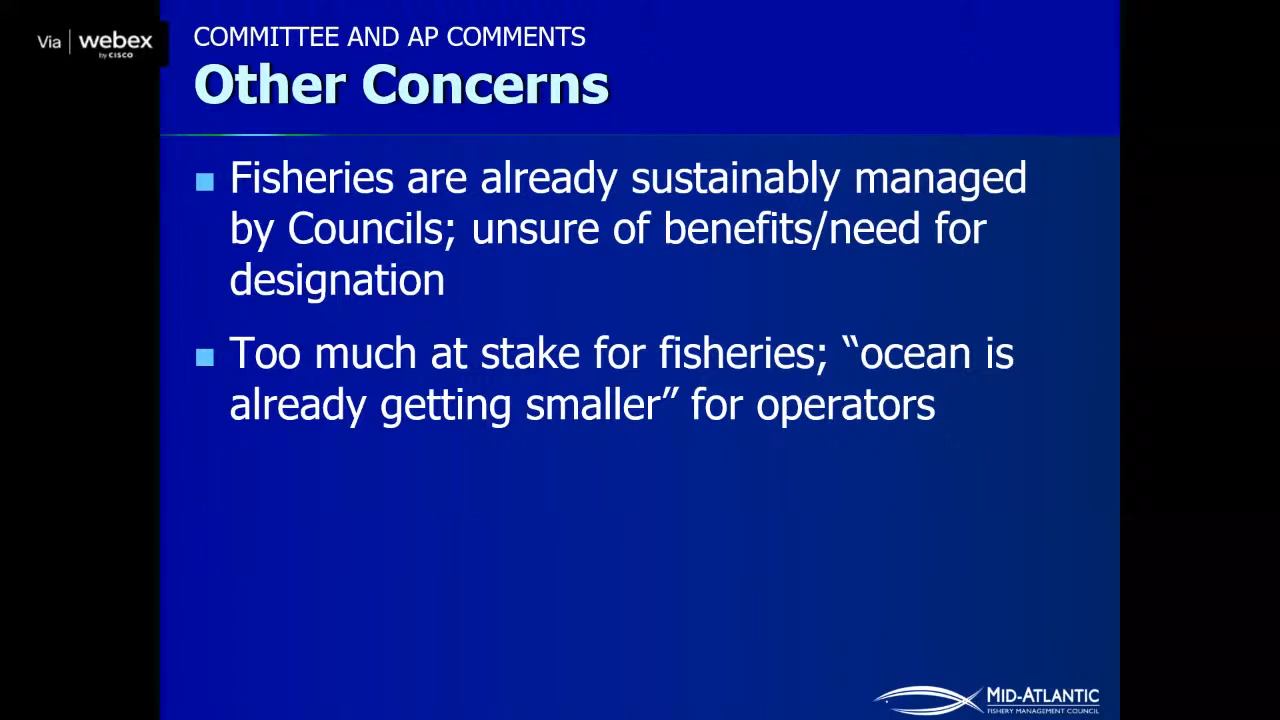 Via webex
by CISCO
COMMITTEE AND AP COMMENTS
Other Concerns
Fisheries are already sustainably managed
by Councils; unsure of benefits/need for
designation
Too much at stake for fisheries; “ocean is
already getting smaller” for operators
MID-ATLANTIC
FISHERY MANAGEMENT COUNCIL